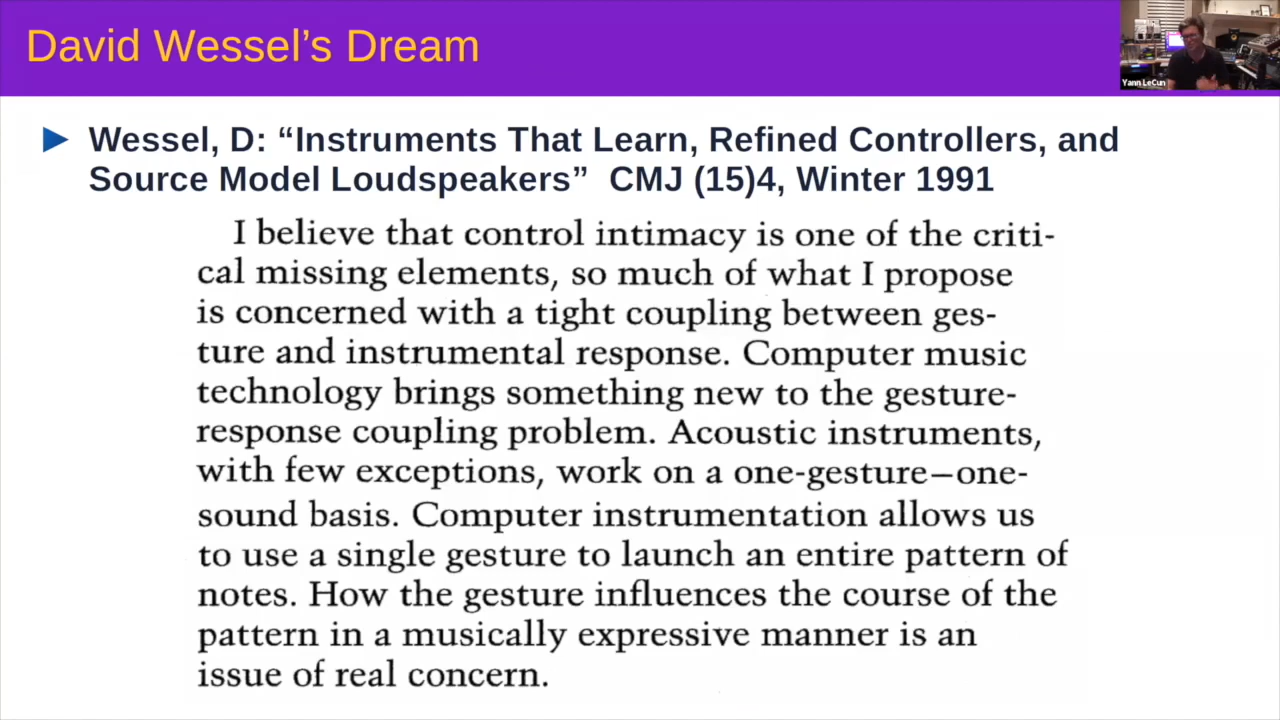 David Wessel’s Dream
Yann LeCun
Wessel, D: “Instruments That Learn, Refined Controllers, and
Source Model Loudspeakers” CMJ (15)4, Winter 1991
I believe that control intimacy is one of the criti-
cal missing elements, so much of what I propose
is concerned with a tight coupling between ges-
ture and instrumental response. Computer music
technology brings something new to the gesture-
response coupling problem. Acoustic instruments,
with few exceptions, work on a one-gesture–one-
sound basis. Computer instrumentation allows us
to use a single gesture to launch an entire pattern of
notes. How the gesture influences the course of the
pattern in a musically expressive manner is an
issue of real concern.